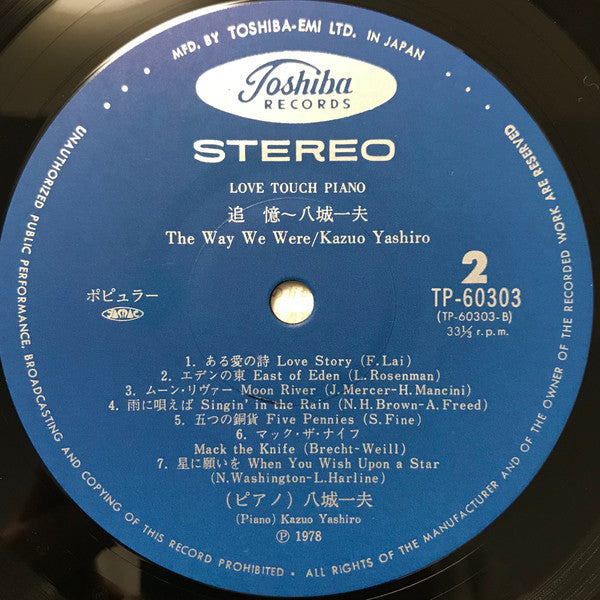 MFD. BY TOSHIBA-EMI LTD. IN JAPAN
Toshiba
RECORDS
STEREO
LOVE TOUCH PIANO
追 憶〜八城一夫
The Way We Were/Kazuo Yashiro
2
ポピュラー
TP-60303
JASRAC
(TP-60303-B)
33⅓ r.p.m.
1. ある愛の詩 Love Story (F. Lai)
2. エデンの東 East of Eden (L. Rosenman)
3. ムーン・リヴァー Moon River (J. Mercer-H. Mancini)
4. 雨に唄えば Singin' in the Rain (N. H. Brown-A. Freed)
5. 五つの銅貨 Five Pennies (S. Fine)
6. マック・ザ・ナイフ
Mack the Knife (Brecht-Weill)
7. 星に願いを When You Wish Upon a Star
(N. Washington-L. Harline)
(ピアノ) 八城一夫
(Piano) Kazuo Yashiro
Ⓟ 1978
UNAUTHORIZED PUBLIC PERFORMANCE, BROADCASTING AND COPYING OF THIS RECORD PROHIBITED • ALL RIGHTS OF THE MANUFACTURER AND OF THE OWNER OF THE RECORDED WORK ARE RESERVED